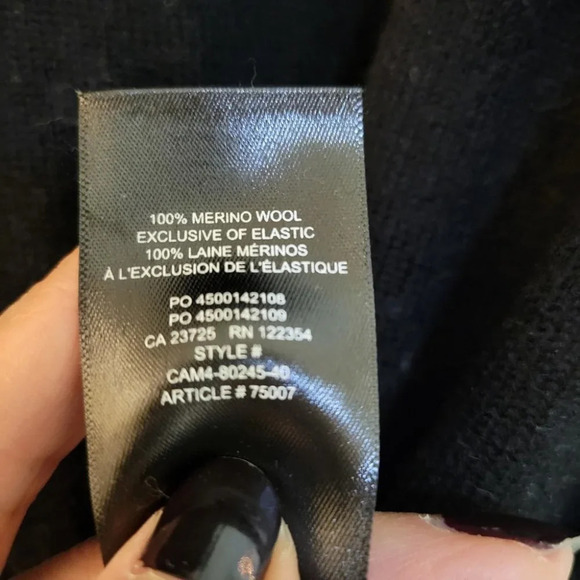 100% MERINO WOOL
EXCLUSIVE OF ELASTIC
100% LAINE MÉRINOS
À L'EXCLUSION DE L'ÉLASTIQUE
PO 4500142108
PO 4500142109
CA 23725 RN 122354
STYLE #
CAM4-80245-40
ARTICLE # 75007